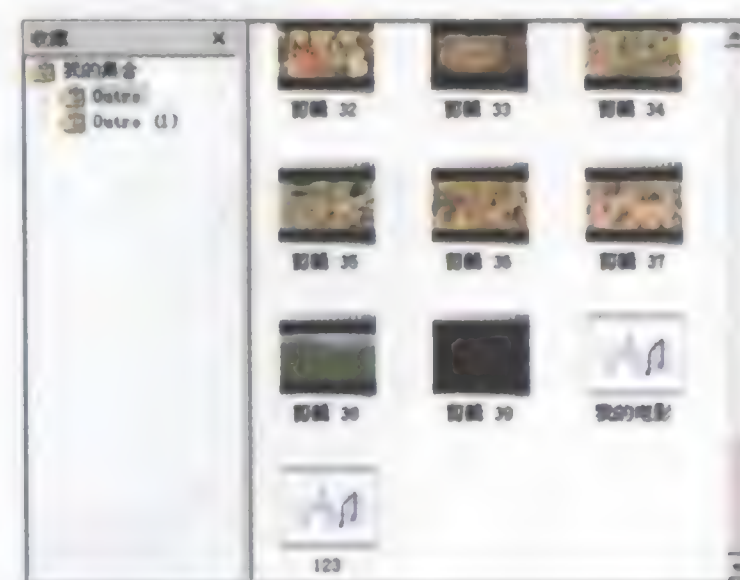 收藏
我的集合
Outro
Outro (1)
剪辑 32
剪辑 33
剪辑 34
剪辑 35
剪辑 36
剪辑 37
剪辑 38
剪辑 39
我的电影
123